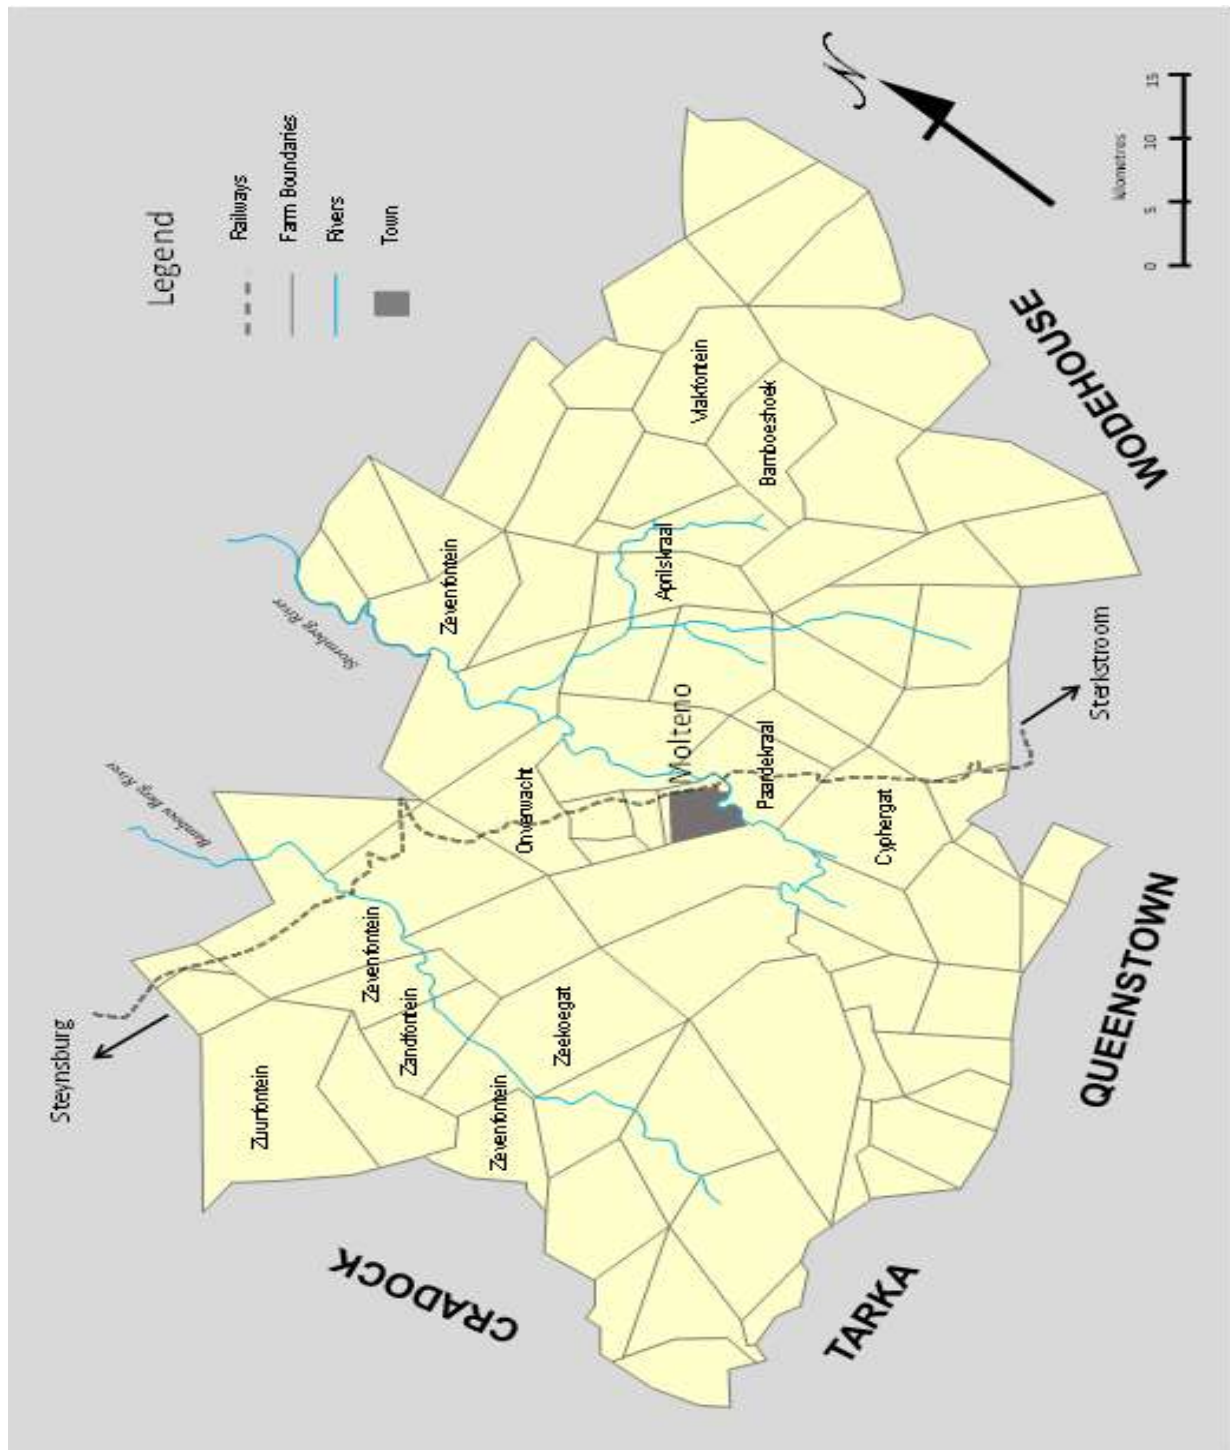 Legend
Railways
Farm Boundaries
Rivers
Town
N
kilometres
0 5 10 15
WODEHOUSE
QUEENSTOWN
TARKA
CRADOCK
Steynsburg
Sterkstroom
Stormberg River
Bamboes Berg River
Zevenfontein
Vlakfontein
Bamboeshoek
Aprilskraal
Molteno
Onverwacht
Paardekraal
Cyphergat
Zevenfontein
Zandfontein
Zeekoegat
Zevenfontein
Zuurfontein